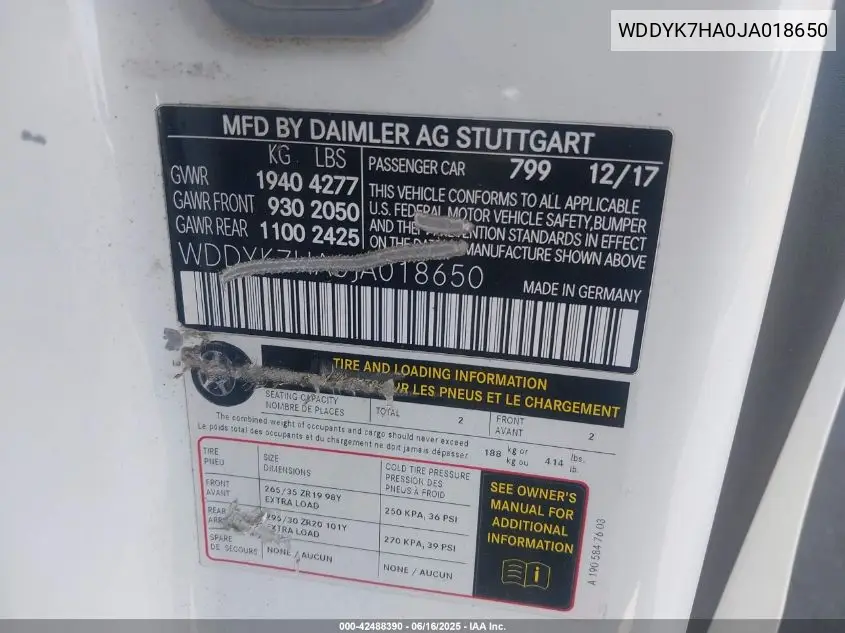 WDDYK7HA0JA018650
MFD BY DAIMLER AG STUTTGART
KG LBS
GVWR 1940 4277
GAWR FRONT 930 2050
GAWR REAR 1100 2425
PASSENGER CAR 799 12/17
THIS VEHICLE CONFORMS TO ALL APPLICABLE
U.S. FEDERAL MOTOR VEHICLE SAFETY, BUMPER
AND THEFT PREVENTION STANDARDS IN EFFECT
ON THE DATE OF MANUFACTURE SHOWN ABOVE
WDDYK7HA0JA018650
MADE IN GERMANY
TIRE AND LOADING INFORMATION
UR LES PNEUS ET LE CHARGEMENT
SEATING CAPACITY
NOMBRE DE PLACES
TOTAL 2
FRONT
AVANT 2
The combined weight of occupants and cargo should never exceed
Le poids total des occupants et du chargement ne doit jamais dépasser
188 kg or
kg ou
414 lbs.
lb.
TIRE
PNEU
SIZE
DIMENSIONS
COLD TIRE PRESSURE
PRESSION DES
PNEUS À FROID
FRONT
AVANT
265/35 ZR19 98Y
EXTRA LOAD
250 KPA, 36 PSI
REAR
ARR
295/30 ZR20 101Y
EXTRA LOAD
270 KPA, 39 PSI
SPARE
DE SECOURS
NONE / AUCUN
NONE / AUCUN
SEE OWNER'S
MANUAL FOR
ADDITIONAL
INFORMATION
A 190 584 76 03
000-42488390 - 06/16/2025 - IAA Inc.